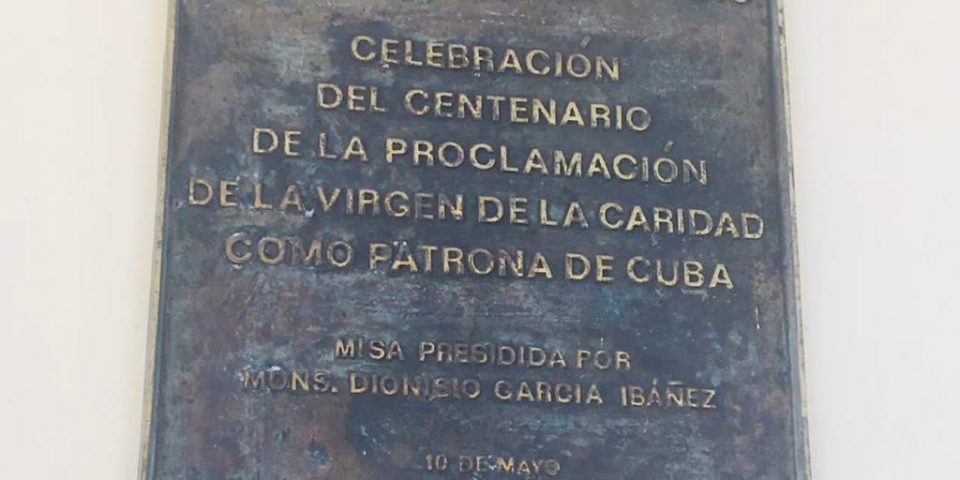 CELEBRACIÓN
DEL CENTENARIO
DE LA PROCLAMACIÓN
DE LA VIRGEN DE LA CARIDAD
COMO PATRONA DE CUBA
MISA PRESIDIDA POR
MONS. DIONISIO GARCIA IBÁÑEZ
10 DE MAYO